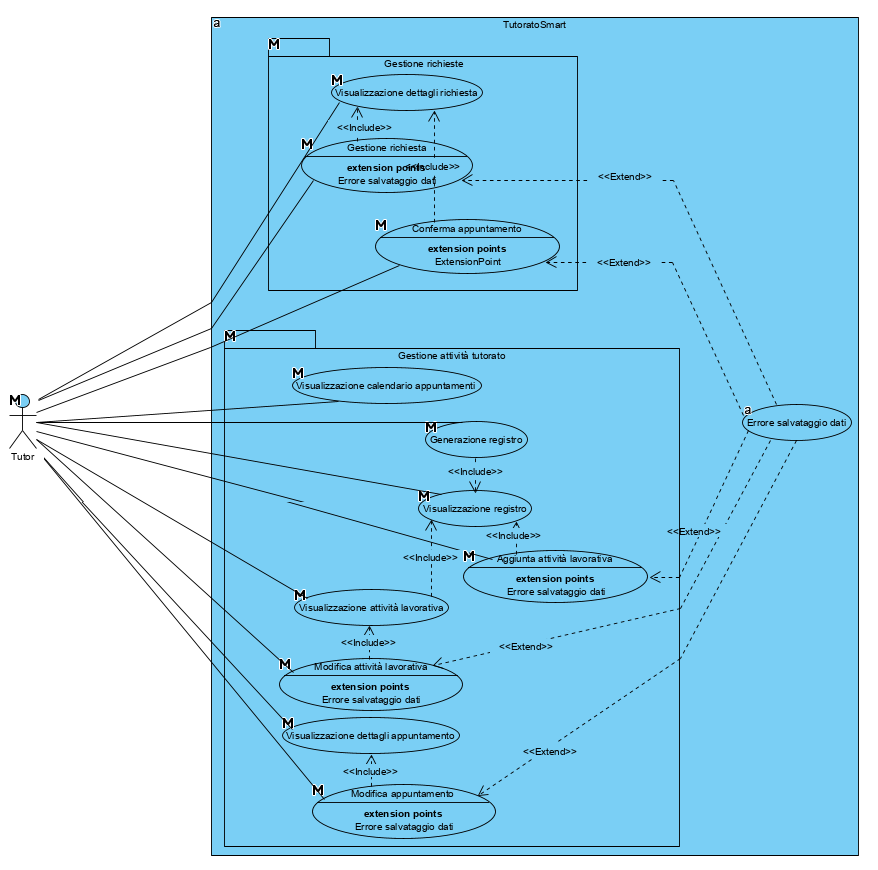 a
TutoratoSmart
M
Gestione richieste
M
Visualizzazione dettagli richiesta
<<Include>>
M
Gestione richiesta
<<Include>>
extension points
Errore salvataggio dati
<<Extend>>
M
Conferma appuntamento
extension points
ExtensionPoint
<<Extend>>
M
Gestione attività tutorato
M
Visualizzazione calendario appuntamenti
M
Tutor
a
Errore salvataggio dati
M
Generazione registro
<<Include>>
M
Visualizzazione registro
<<Include>>
<<Extend>>
<<Include>>
M
Aggiunta attività lavorativa
extension points
Errore salvataggio dati
M
Visualizzazione attività lavorativa
<<Include>>
<<Extend>>
M
Modifica attività lavorativa
extension points
Errore salvataggio dati
M
Visualizzazione dettagli appuntamento
<<Extend>>
<<Include>>
M
Modifica appuntamento
extension points
Errore salvataggio dati